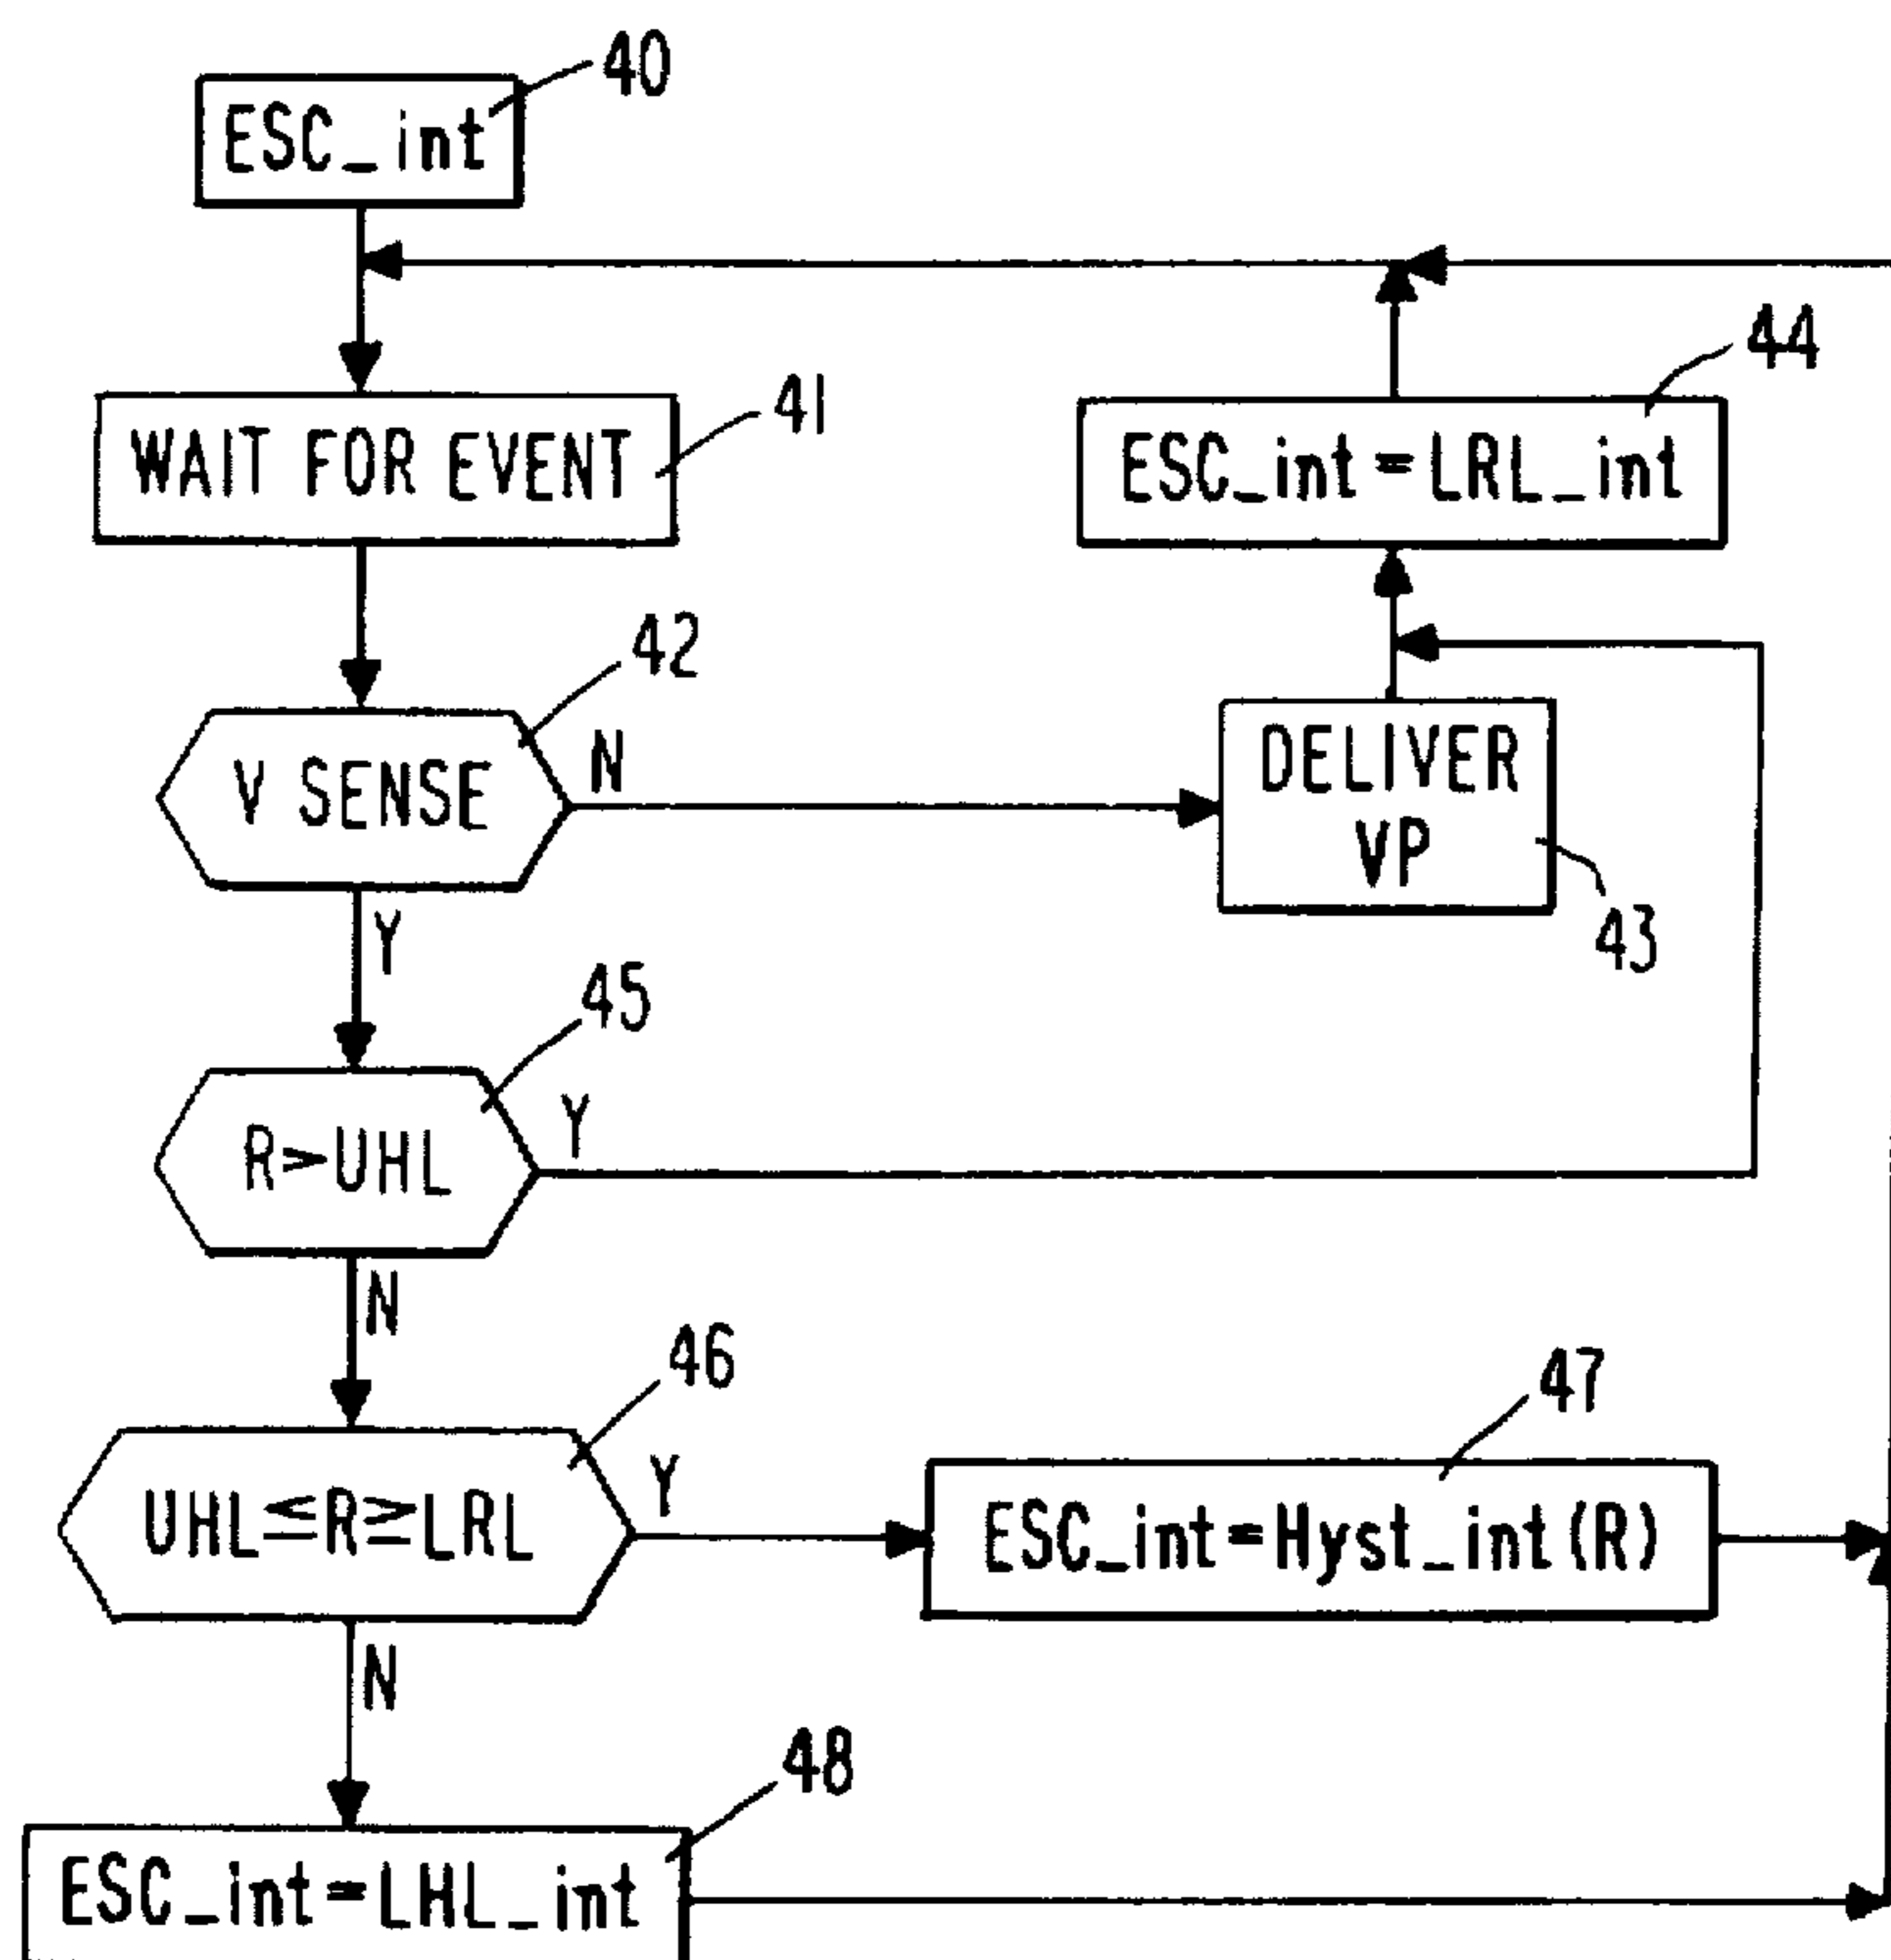 40
ESC_int
44
41
WAIT FOR EVENT
ESC_int=LRL_int
42
N
V SENSE
DELIVER
VP
43
Y
45
Y
R>UHL
N
46
47
Y
UHL≤R≥LRL
ESC_int=Hyst_int(R)
N
48
ESC_int=LHL_int